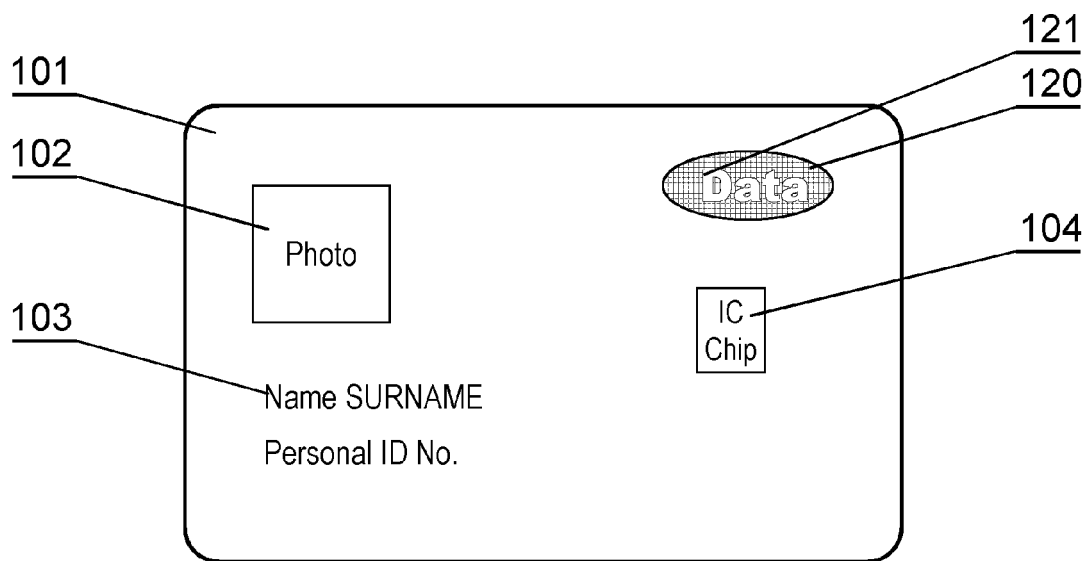 121
120
101
102
Data
104
Photo
IC
Chip
103
Name SURNAME
Personal ID No.